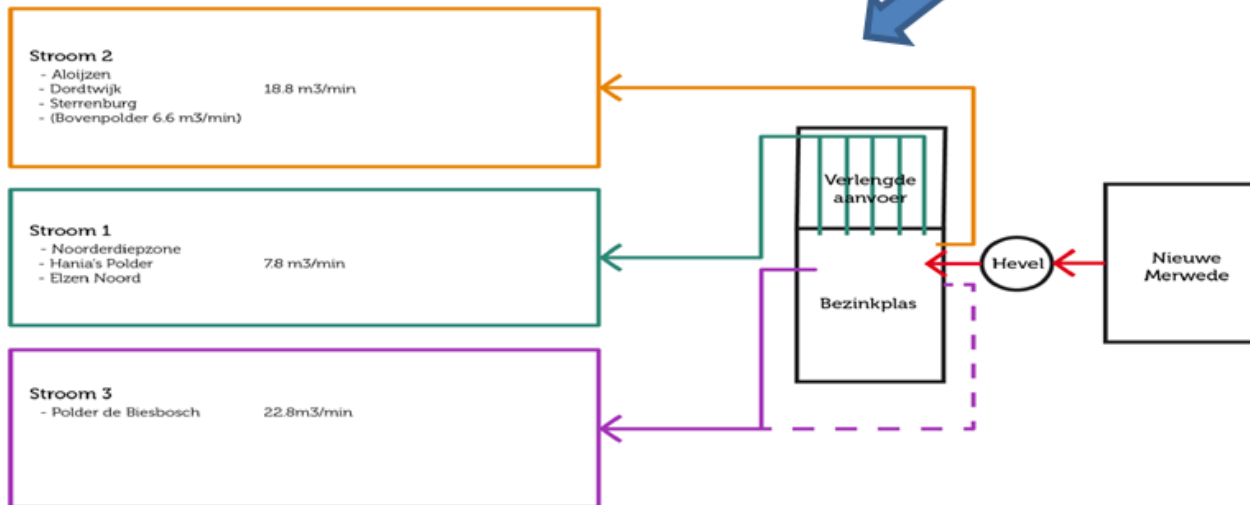 Stroom 2
- Aloijzen
- Dordtwijk 18.8 m3/min
- Sterrenburg
- (Bovenpolder 6.6 m3/min)
Stroom 1
- Noorderdiepzone
- Hania's Polder 7.8 m3/min
- Elzen Noord
Stroom 3
- Polder de Biesbosch 22.8m3/min
Verlengde
aanvoer
Bezinkplas
Hevel
Nieuwe
Merwede